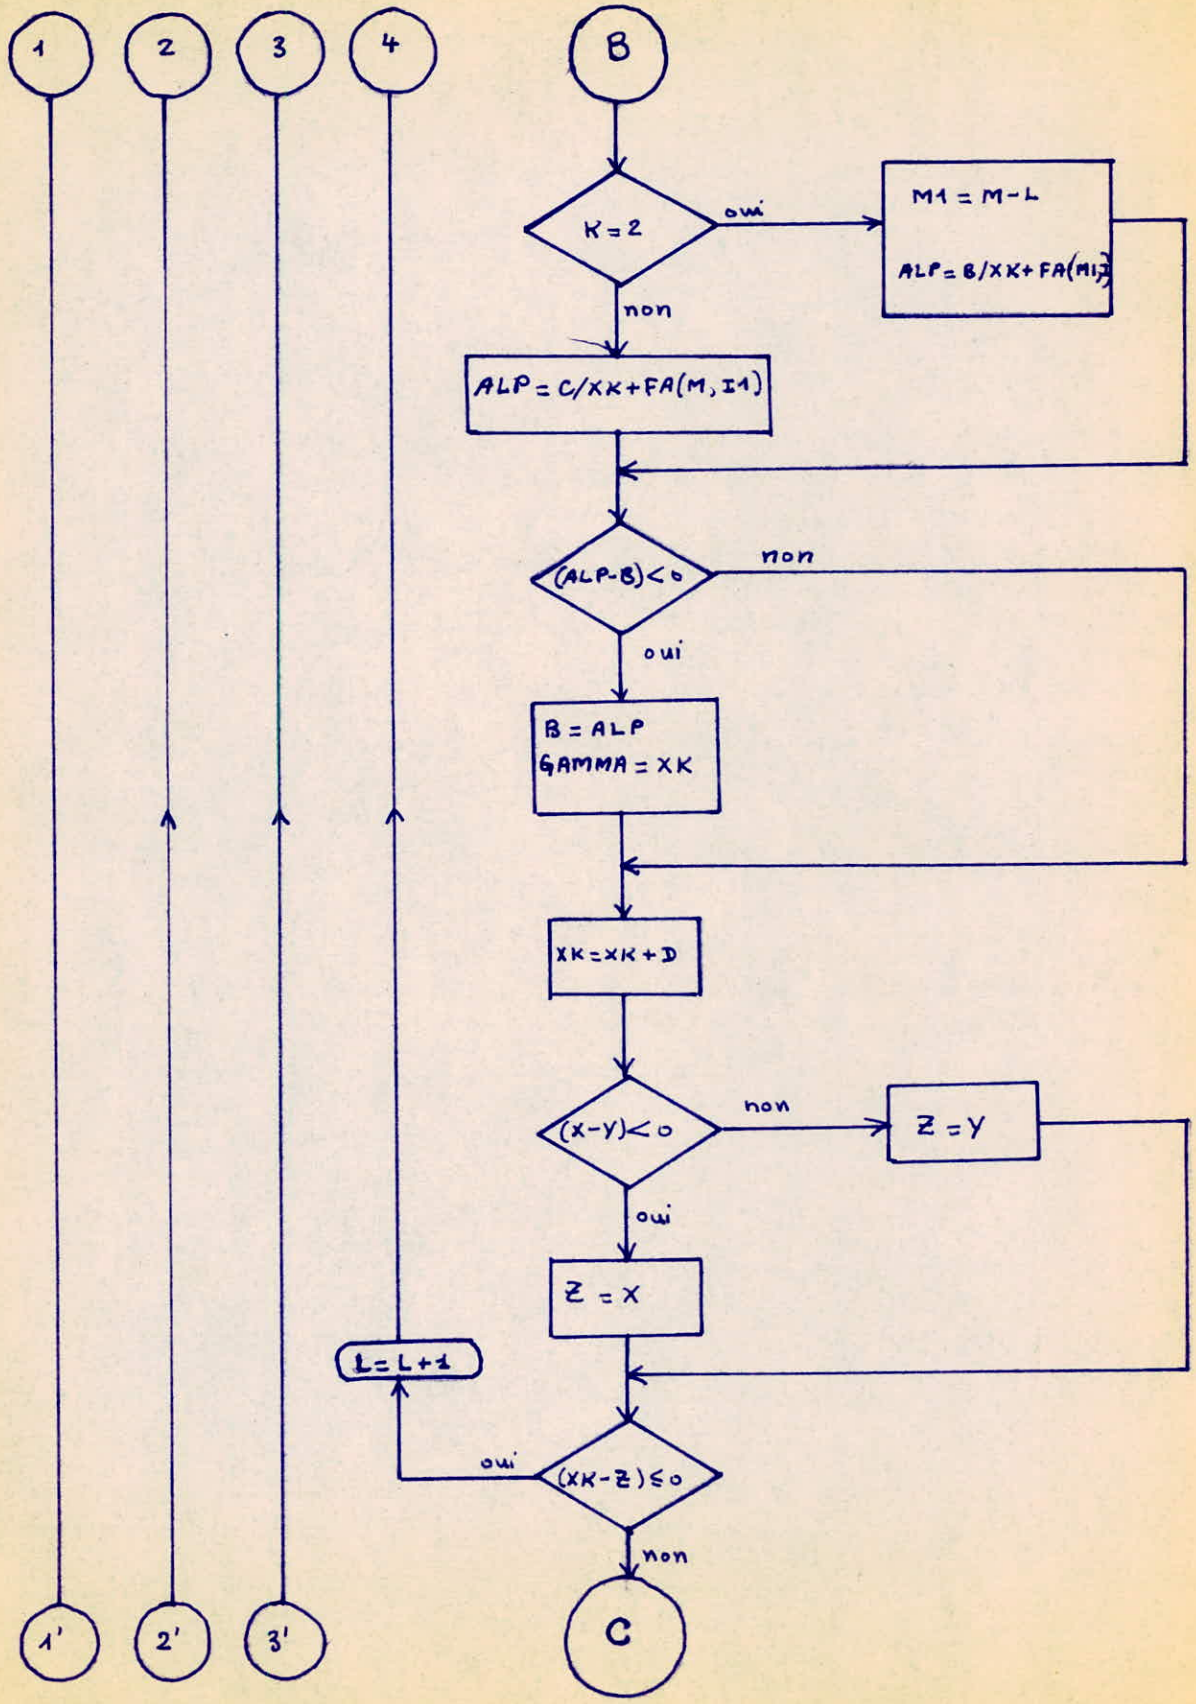 1
2
3
4
B
K = 2
oui
M1 = M-L
ALP = B/XK+FA(M1,I)
non
ALP = C/XK+FA(M, I1)
(ALP-B)<0
non
oui
B = ALP
GAMMA = XK
XK = XK + D
(X-Y)<0
non
Z = Y
oui
Z = X
L = L+1
oui
(XK-Z)≤0
non
1'
2'
3'
C